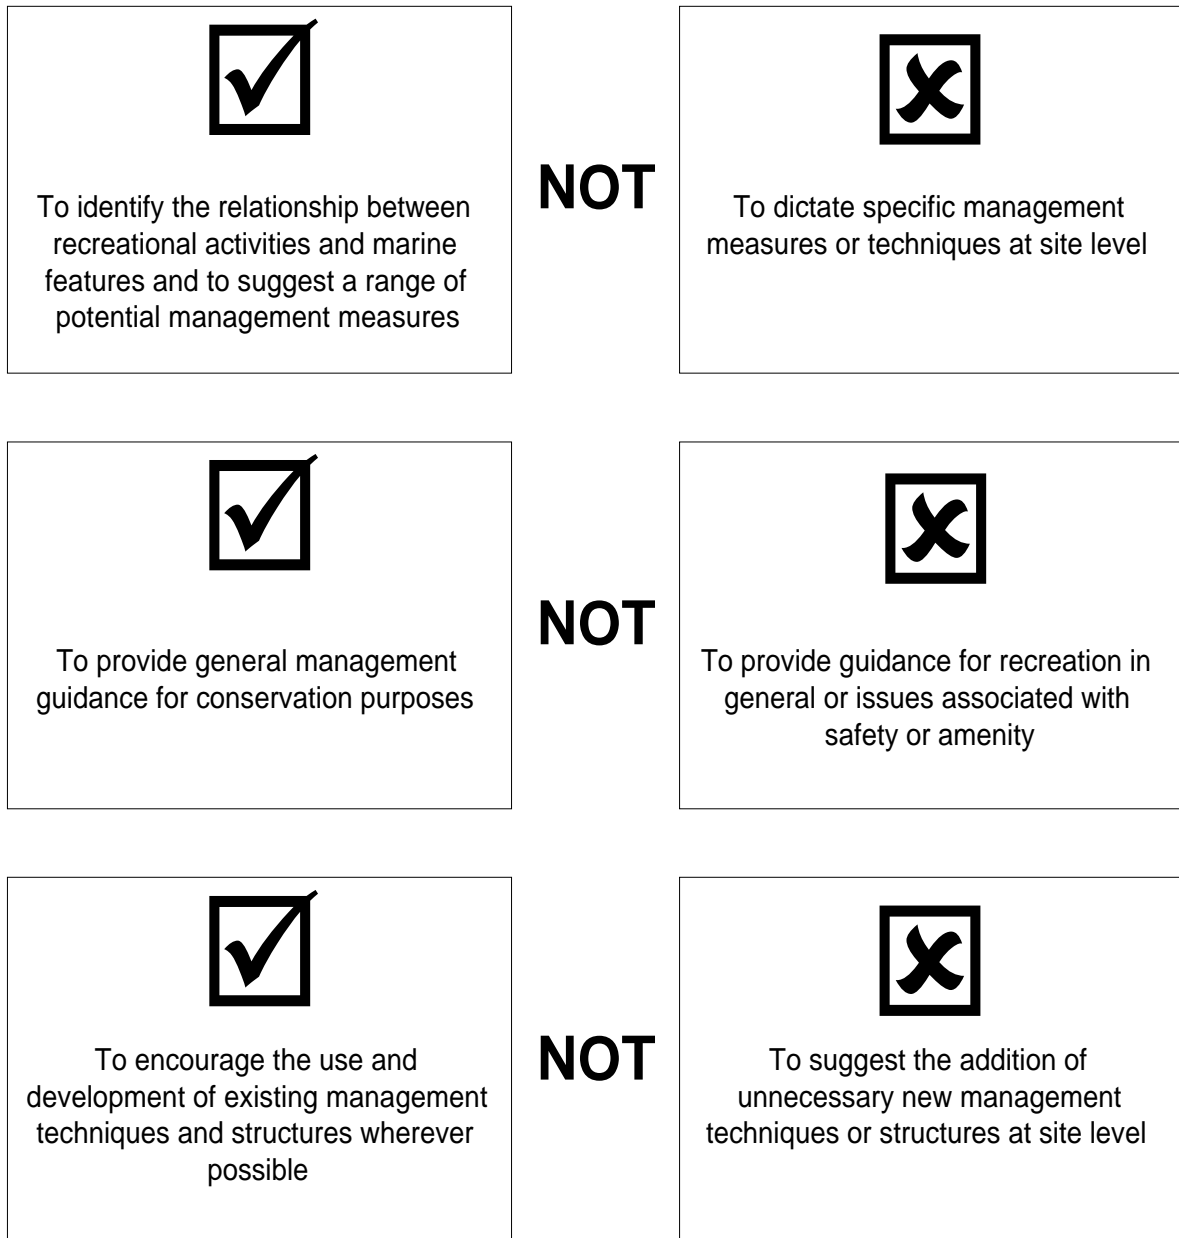 To identify the relationship between
recreational activities and marine
features and to suggest a range of
potential management measures
NOT
To dictate specific management
measures or techniques at site level
To provide general management
guidance for conservation purposes
NOT
To provide guidance for recreation in
general or issues associated with
safety or amenity
To encourage the use and
development of existing management
techniques and structures wherever
possible
NOT
To suggest the addition of
unnecessary new management
techniques or structures at site level